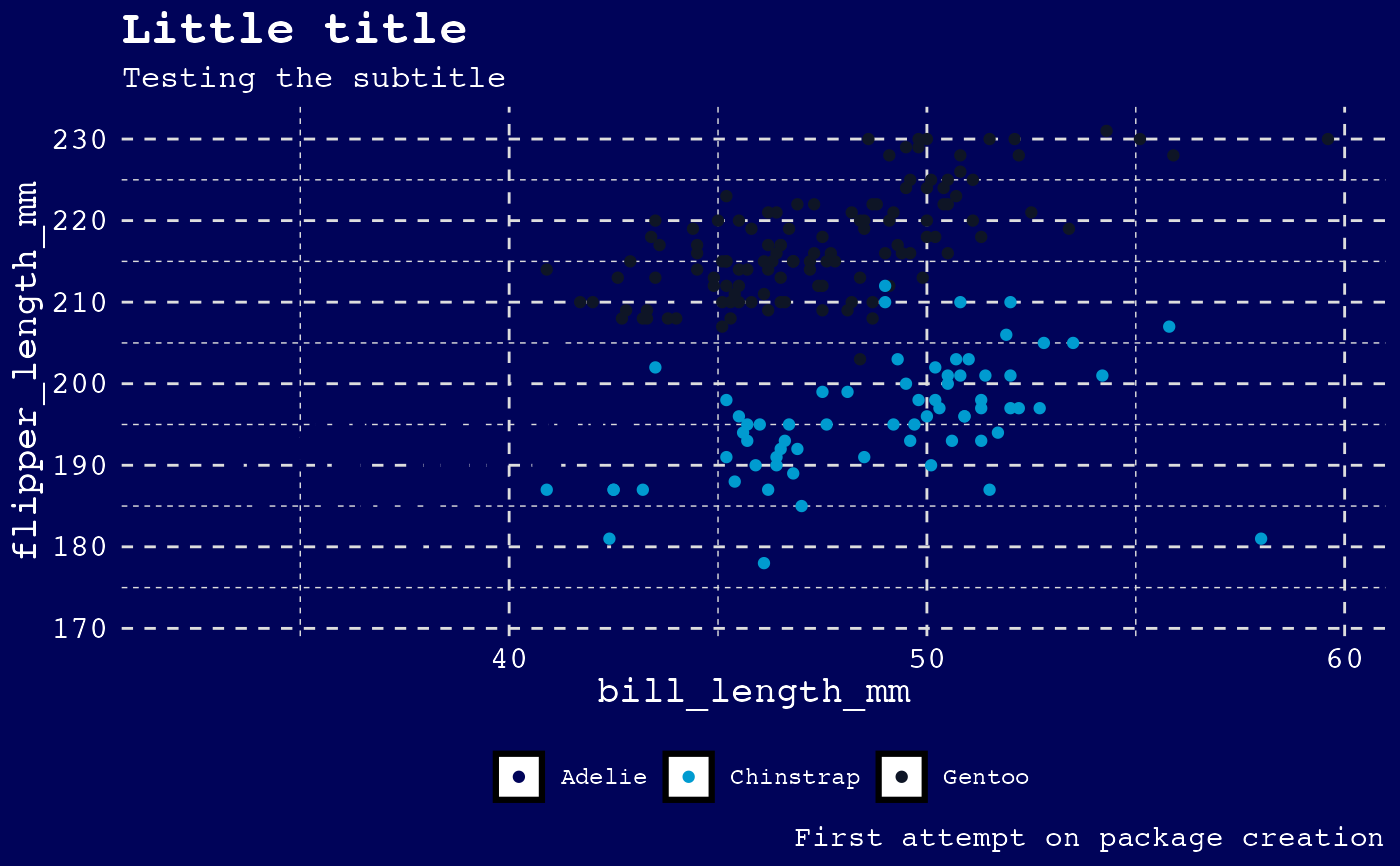 Little title
Testing the subtitle
230
220
210
200
190
180
170
flipper_length_mm
40 50 60
bill_length_mm
Adelie Chinstrap Gentoo
First attempt on package creation